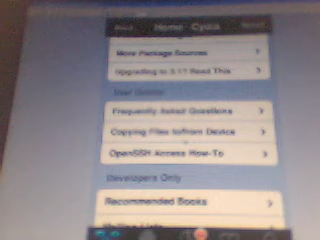 Home Cydia
More Package Sources
Upgrading to 3.1? Read This
User Guides
Frequently Asked Questions
Copying Files to/from Device
OpenSSH Access How-To
Developers Only
Recommended Books